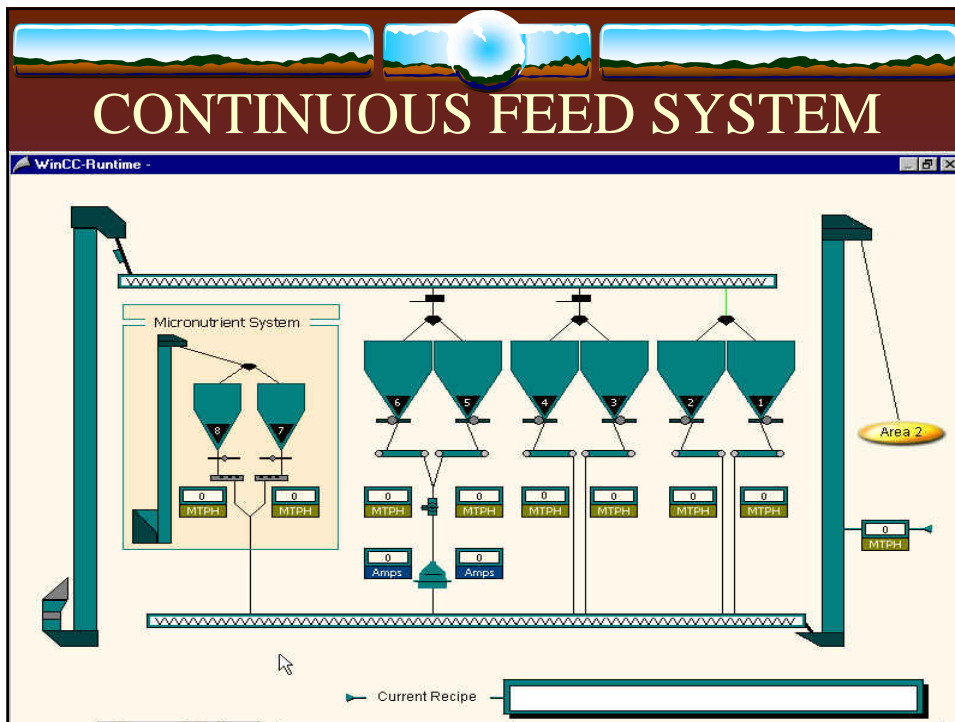 CONTINUOUS FEED SYSTEM
WinCC-Runtime -
Micronutrient System
6 5 4 3 2 1
8 7
Area 2
0 0 0 0 0 0 0 0
MTPH MTPH MTPH MTPH MTPH MTPH MTPH MTPH
0
MTPH
0 0
Amps Amps
Current Recipe